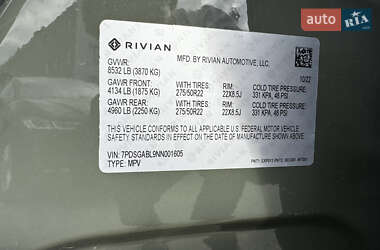 AUTO RIA
RIVIAN
MFD. BY RIVIAN AUTOMOTIVE, LLC.
10/22
GVWR:
8532 LB (3870 KG)
GAWR FRONT: WITH TIRES: RIM: COLD TIRE PRESSURE:
4134 LB (1875 KG) 275/50R22 22X8.5J 331 KPA, 48 PSI
GAWR REAR: WITH TIRES: RIM: COLD TIRE PRESSURE:
4960 LB (2250 KG) 275/50R22 22X8.5J 331 KPA, 48 PSI
THIS VEHICLE CONFORMS TO ALL APPLICABLE U.S. FEDERAL MOTOR VEHICLE
SAFETY STANDARDS IN EFFECT ON THE DATE OF MANUFACTURE SHOWN ABOVE.
VIN: 7PDSGABL9NN001605
TYPE: MPV